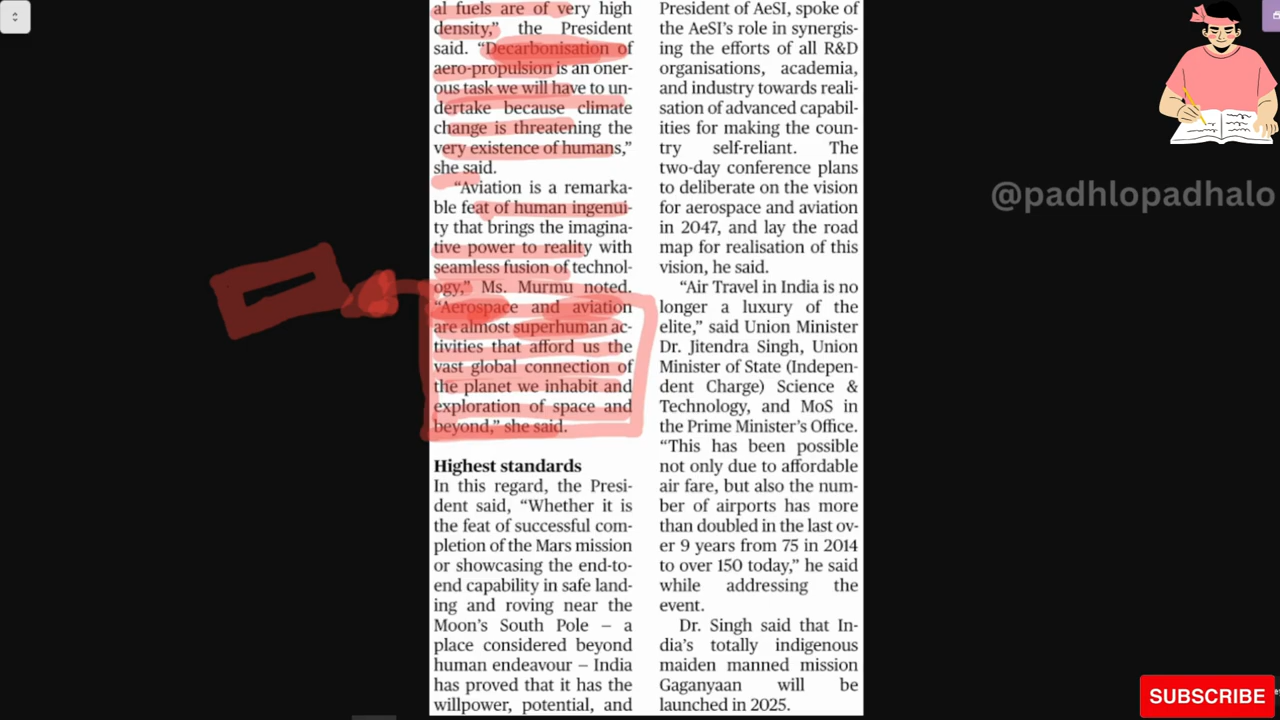 al fuels are of very high
density,” the President
said. “Decarbonisation of
aero-propulsion is an oner-
ous task we will have to un-
dertake because climate
change is threatening the
very existence of humans,”
she said.
“Aviation is a remarka-
ble feat of human ingenui-
ty that brings the imagina-
tive power to reality with
seamless fusion of technol-
ogy,” Ms. Murmu noted.
“Aerospace and aviation
are almost superhuman ac-
tivities that afford us the
vast global connection of
the planet we inhabit and
exploration of space and
beyond,” she said.
Highest standards
In this regard, the Presi-
dent said, “Whether it is
the feat of successful com-
pletion of the Mars mission
or showcasing the end-to-
end capability in safe land-
ing and roving near the
Moon’s South Pole – a
place considered beyond
human endeavour – India
has proved that it has the
willpower, potential, and
President of AeSI, spoke of
the AeSI’s role in synergis-
ing the efforts of all R&D
organisations, academia,
and industry towards reali-
sation of advanced capabil-
ities for making the coun-
try self-reliant. The
two-day conference plans
to deliberate on the vision
for aerospace and aviation
in 2047, and lay the road
map for realisation of this
vision, he said.
“Air Travel in India is no
longer a luxury of the
elite,” said Union Minister
Dr. Jitendra Singh, Union
Minister of State (Indepen-
dent Charge) Science &
Technology, and MoS in
the Prime Minister’s Office.
“This has been possible
not only due to affordable
air fare, but also the num-
ber of airports has more
than doubled in the last ov-
er 9 years from 75 in 2014
to over 150 today,” he said
while addressing the
event.
Dr. Singh said that In-
dia’s totally indigenous
maiden manned mission
Gaganyaan will be
launched in 2025.
@padhlopadhalo
SUBSCRIBE